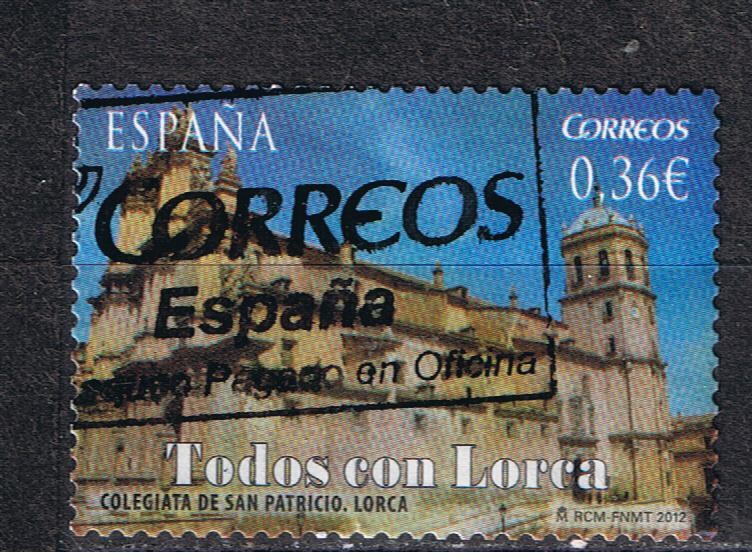 ESPAÑA
CORREOS
0,36€
CORREOS
España
Pagado en Oficina
Todos con Lorca
COLEGIATA DE SAN PATRICIO. LORCA
RCM-FNMT 2012